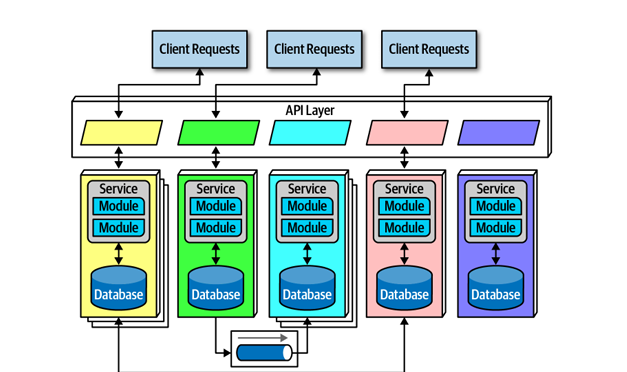 Client Requests
Client Requests
Client Requests
API Layer
Service
Module
Module
Database
Service
Module
Module
Database
Service
Module
Module
Database
Service
Module
Module
Database
Service
Module
Module
Database